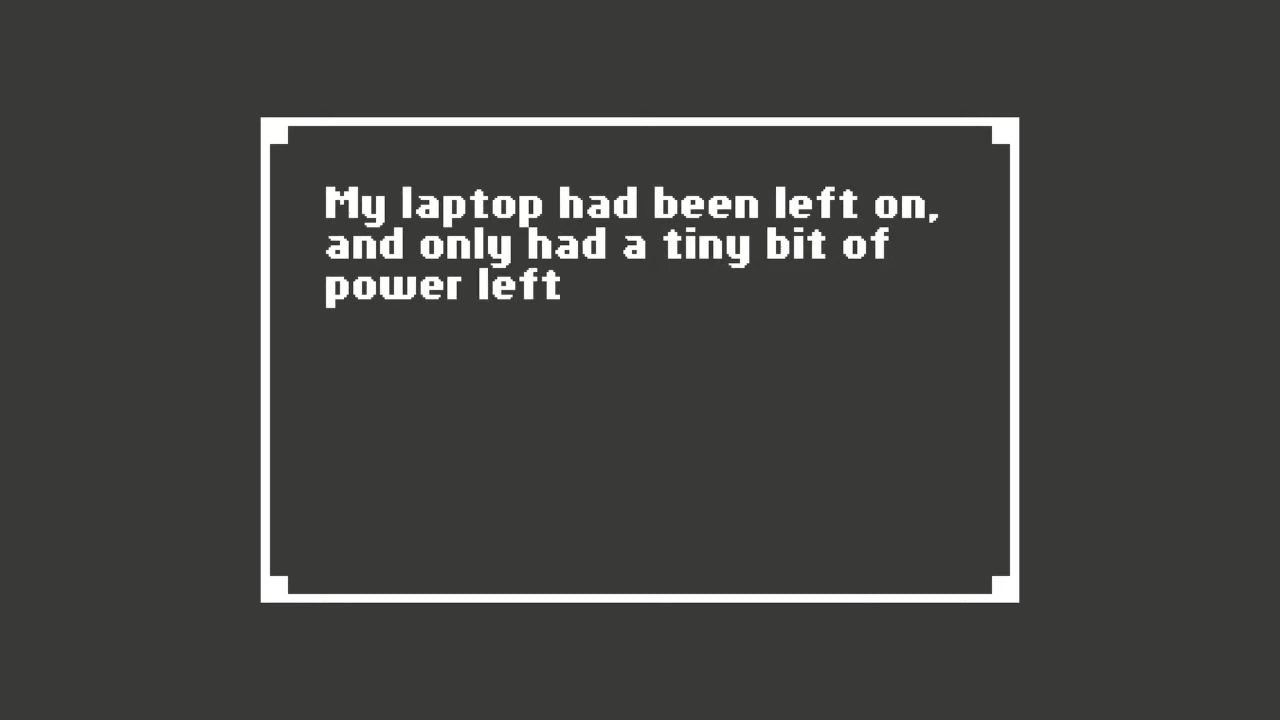 My laptop had been left on,
and only had a tiny bit of
power left